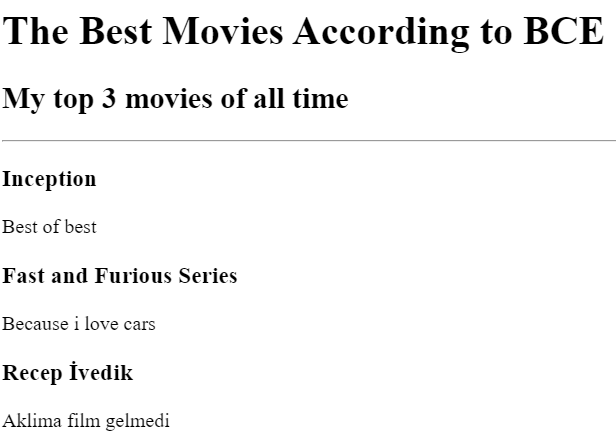 The Best Movies According to BCE
My top 3 movies of all time
Inception
Best of best
Fast and Furious Series
Because i love cars
Recep İvedik
Aklima film gelmedi